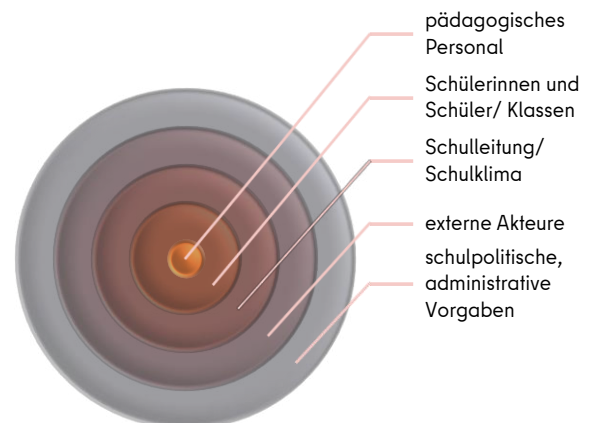 pädagogisches
Personal
Schülerinnen und
Schüler/ Klassen
Schulleitung/
Schulklima
externe Akteure
schulpolitische,
administrative
Vorgaben